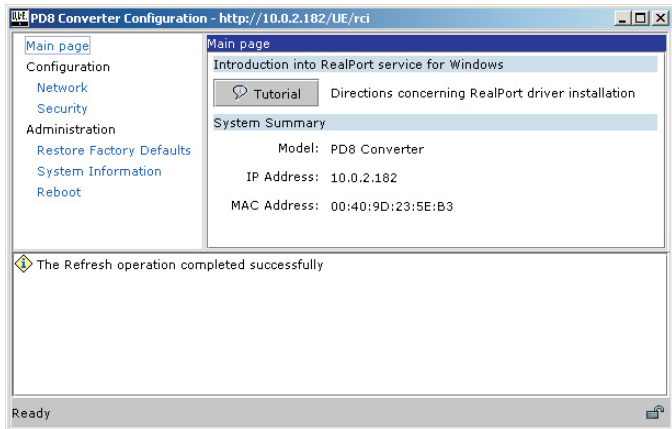 PD8 Converter Configuration - http://10.0.2.182/UE/rci
Main page
Configuration
Network
Security
Administration
Restore Factory Defaults
System Information
Reboot
Main page
Introduction into RealPort service for Windows
Tutorial Directions concerning RealPort driver installation
System Summary
Model: PD8 Converter
IP Address: 10.0.2.182
MAC Address: 00:40:9D:23:5E:B3
The Refresh operation completed successfully
Ready